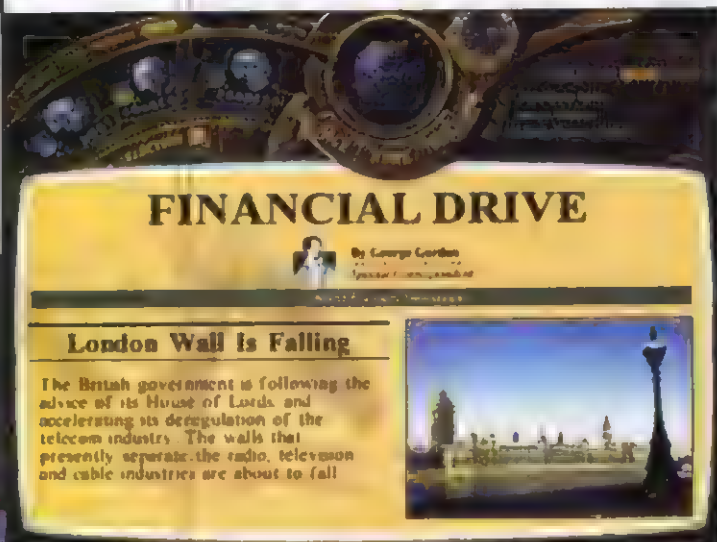 FINANCIAL DRIVE
By George Gordon
London Wall Is Falling
The British government is following the
advice of its House of Lords and
accelerating its deregulation of the
telecom industry. The walls that
presently separate the radio, television
and cable industries are about to fall